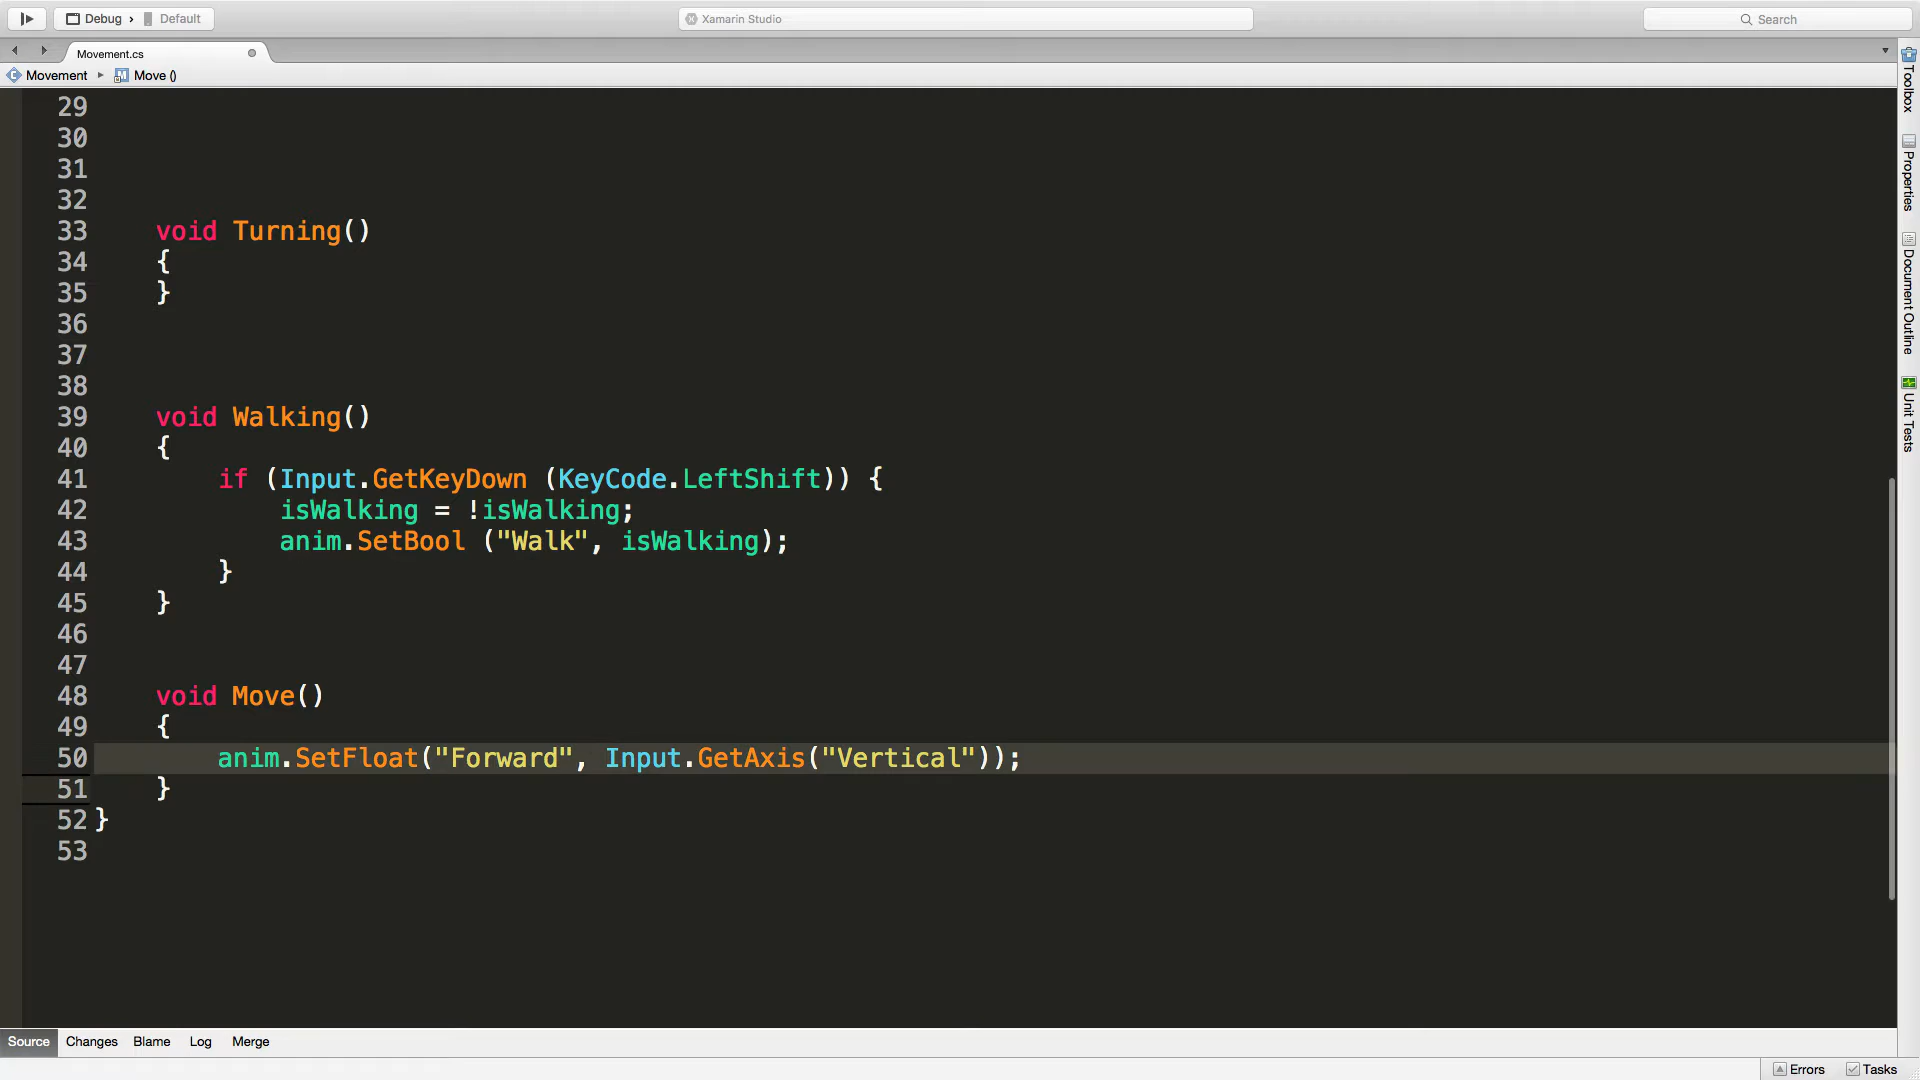 Debug › Default
Xamarin Studio
Search
Movement.cs
Movement ▸ Move ()
29
30
31
32
33 void Turning()
34 {
35 }
36
37
38
39 void Walking()
40 {
41 if (Input.GetKeyDown (KeyCode.LeftShift)) {
42 isWalking = !isWalking;
43 anim.SetBool ("Walk", isWalking);
44 }
45 }
46
47
48 void Move()
49 {
50 anim.SetFloat("Forward", Input.GetAxis("Vertical"));
51 }
52 }
53
Toolbox
Properties
Document Outline
Unit Tests
Source Changes Blame Log Merge
Errors Tasks